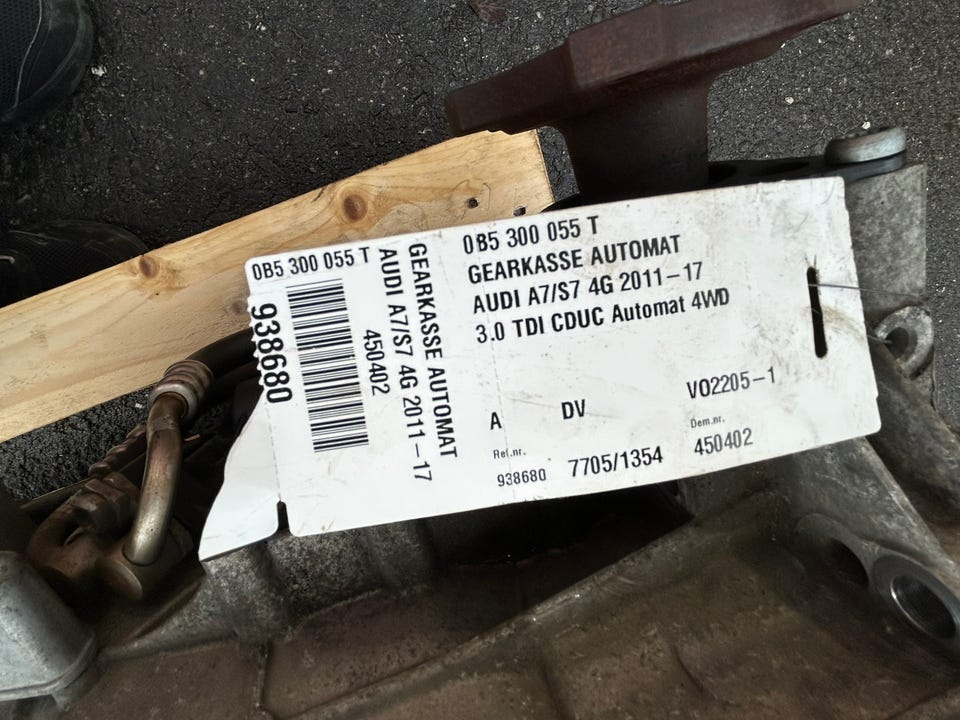 0B5 300 055 T
938680
450402
AUDI A7/S7 4G 2011-17
GEARKASSE AUTOMAT
0B5 300 055 T
GEARKASSE AUTOMAT
AUDI A7/S7 4G 2011-17
3.0 TDI CDUC Automat 4WD
A DV VO2205-1
Ref.nr. Dem.nr.
938680 7705/1354 450402